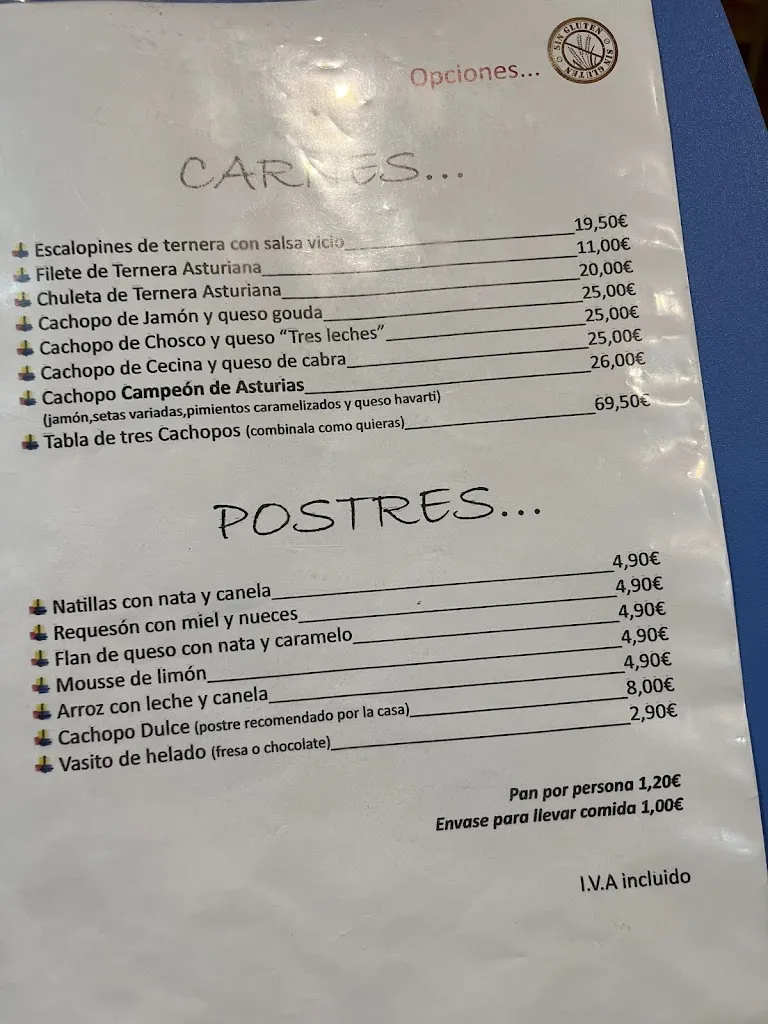 SIN GLUTEN SIN GLUTEN
Opciones...
CARNES...
Escalopines de ternera con salsa vicio 19,50€
Filete de Ternera Asturiana 11,00€
Chuleta de Ternera Asturiana 20,00€
Cachopo de Jamón y queso gouda 25,00€
Cachopo de Chosco y queso “Tres leches” 25,00€
Cachopo de Cecina y queso de cabra 25,00€
Cachopo Campeón de Asturias 26,00€
(jamón,setas variadas,pimientos caramelizados y queso havarti)
Tabla de tres Cachopos (combinala como quieras) 69,50€
POSTRES...
Natillas con nata y canela 4,90€
Requesón con miel y nueces 4,90€
Flan de queso con nata y caramelo 4,90€
Mousse de limón 4,90€
Arroz con leche y canela 4,90€
Cachopo Dulce (postre recomendado por la casa) 8,00€
Vasito de helado (fresa o chocolate) 2,90€
Pan por persona 1,20€
Envase para llevar comida 1,00€
I.V.A incluido